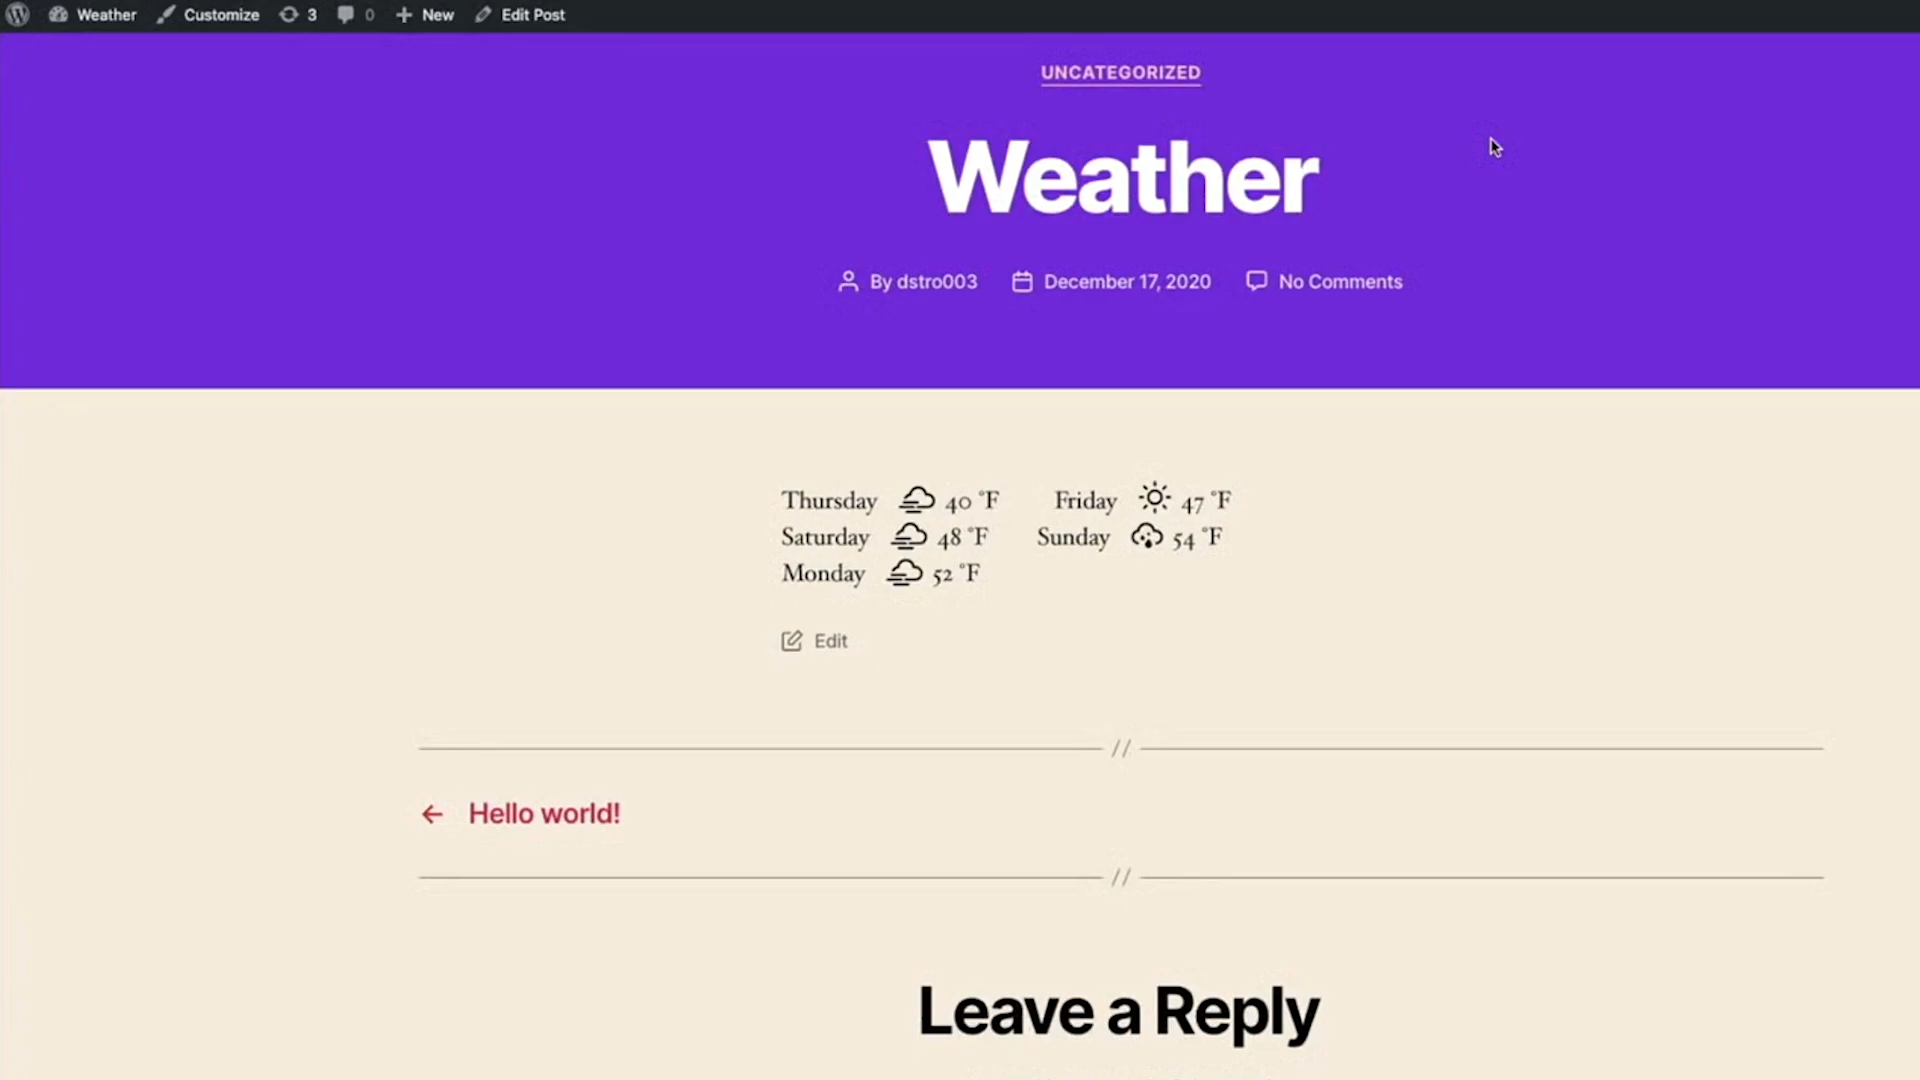 Weather Customize 3 0 New Edit Post
UNCATEGORIZED
Weather
By dstro003 December 17, 2020 No Comments
Thursday 40 °F Friday 47 °F
Saturday 48 °F Sunday 54 °F
Monday 52 °F
Edit
//
← Hello world!
//
Leave a Reply